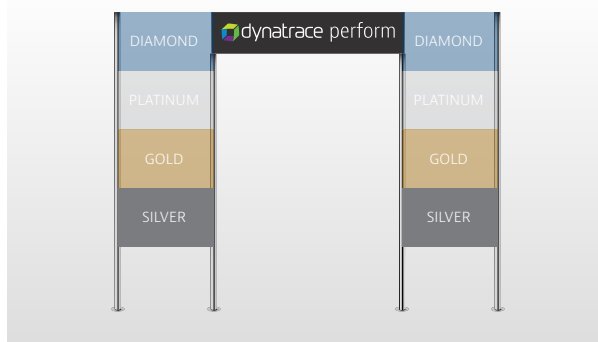 DIAMOND dynatrace perform DIAMOND
PLATINUM PLATINUM
GOLD GOLD
SILVER SILVER